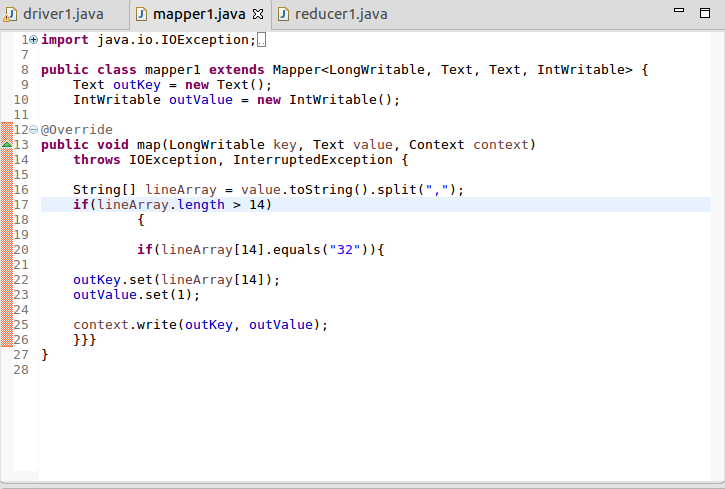 driver1.java mapper1.java reducer1.java
1 import java.io.IOException;
7
8 public class mapper1 extends Mapper<LongWritable, Text, Text, IntWritable> {
9 Text outKey = new Text();
10 IntWritable outValue = new IntWritable();
11
12 @Override
13 public void map(LongWritable key, Text value, Context context)
14 throws IOException, InterruptedException {
15
16 String[] lineArray = value.toString().split(",");
17 if(lineArray.length > 14)
18 {
19
20 if(lineArray[14].equals("32")){
21
22 outKey.set(lineArray[14]);
23 outValue.set(1);
24
25 context.write(outKey, outValue);
26 }}}
27 }
28